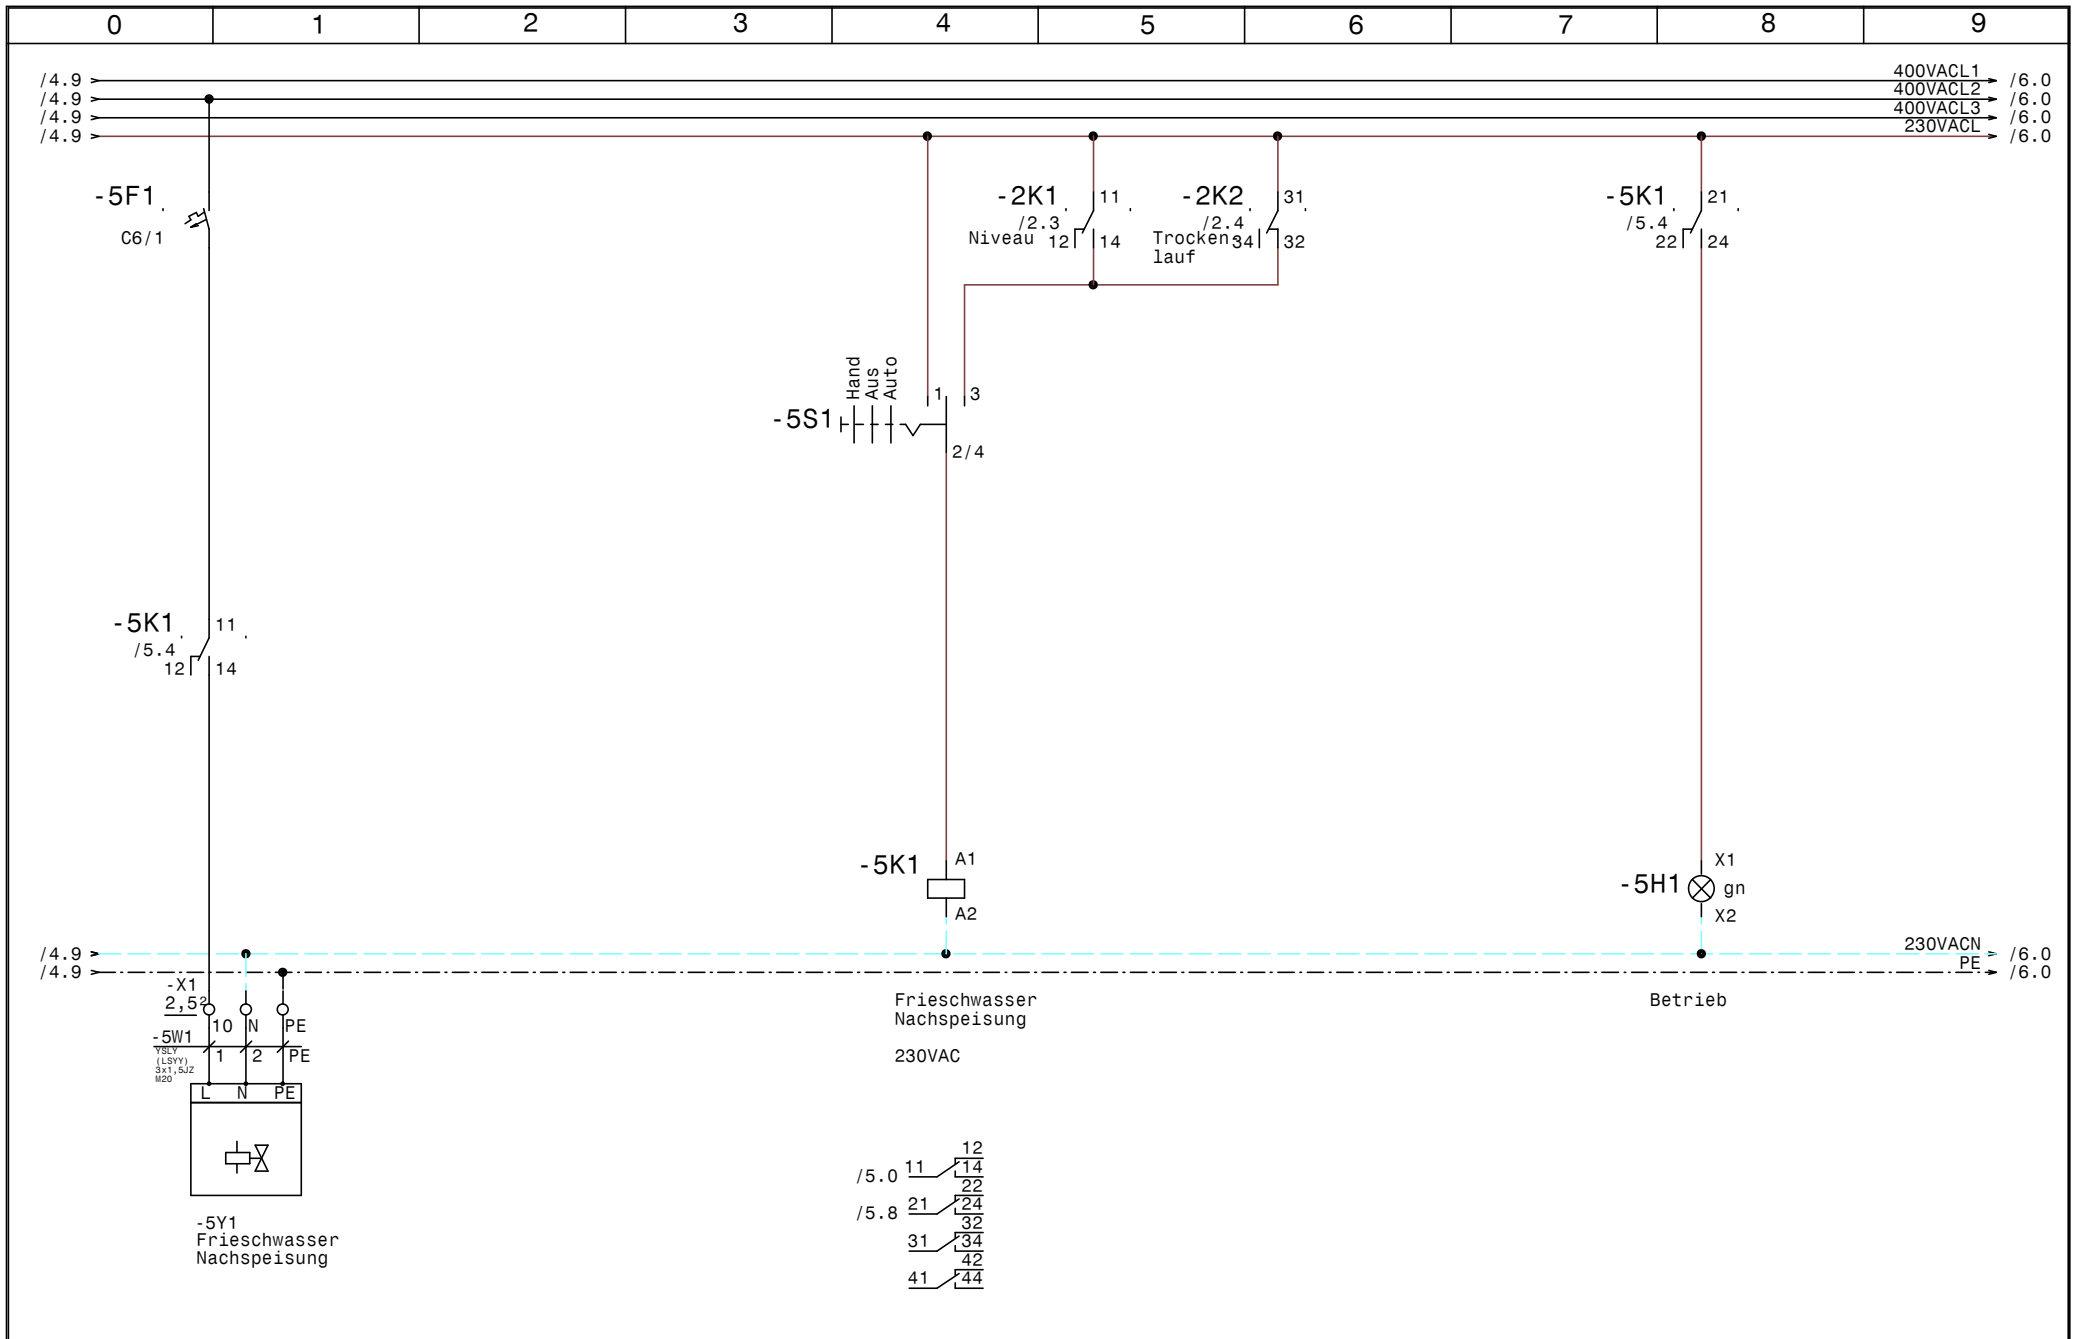 0 1 2 3 4 5 6 7 8 9
/4.9 400VACL1 /6.0
/4.9 400VACL2 /6.0
/4.9 400VACL3 /6.0
/4.9 230VACL /6.0
-5F1
C6/1
-2K1 11
/2.3
Niveau 12 14
-2K2 31
/2.4
Trocken 34 32
lauf
-5K1 21
/5.4
22 24
Hand
Aus
Auto
1 3
-5S1
2/4
-5K1 11
/5.4
12 14
-5K1 A1
A2
X1
-5H1 gn
X2
/4.9 230VACN /6.0
/4.9 PE /6.0
-X1
2,5²
10 N PE
-5W1
1 2 PE
YSLY
(LSYY)
3x1,5JZ
M20
L N PE
Frieschwasser
Nachspeisung
230VAC
Betrieb
-5Y1
Frieschwasser
Nachspeisung
12
/5.0 11 14
22
/5.8 21 24
32
31 34
42
41 44